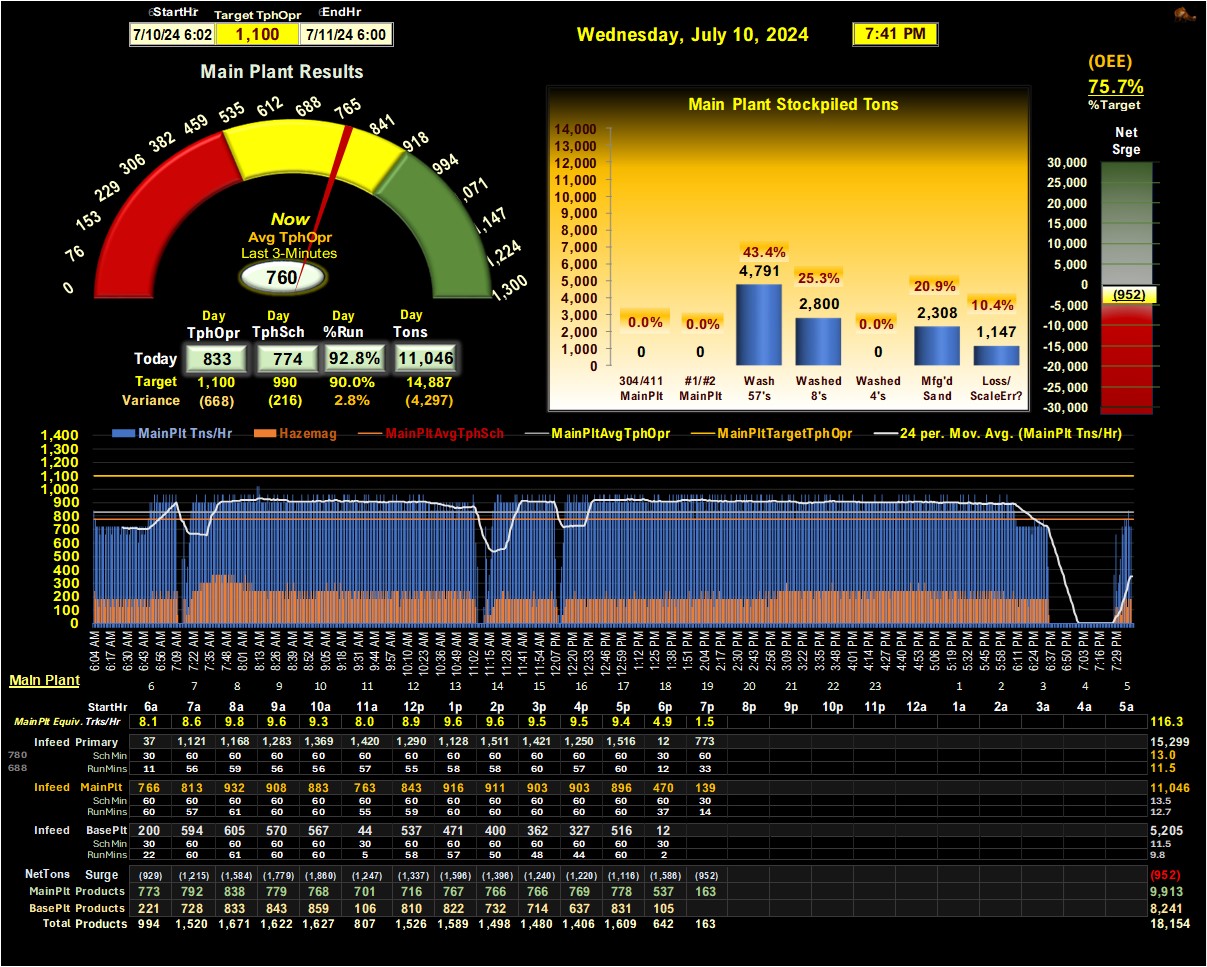 6StartHr Target TphOpr EndHr
7/10/24 6:02 1,100 7/11/24 6:00
Wednesday, July 10, 2024 7:41 PM
(OEE)
75.7%
%Target
Main Plant Results
0 76 153 229 306 382 459 535 612 688 765 841 918 994 ,071 ,147 1,224 1,300
Now
Avg TphOpr
Last 3-Minutes
760
Day Day Day Day
TphOpr TphSch %Run Tons
Today 833 774 92.8% 11,046
Target 1,100 990 90.0% 14,887
Variance (668) (216) 2.8% (4,297)
Main Plant Stockpiled Tons
14,000
13,000
12,000
11,000
10,000
9,000
8,000
7,000
6,000
5,000
4,000
3,000
2,000
1,000
0
0.0% 0.0% 43.4% 25.3% 0.0% 20.9% 10.4%
0 0 4,791 2,800 0 2,308 1,147
304/411 #1/#2 Wash Washed Washed Mfg'd Loss/
MainPlt MainPlt 57's 8's 4's Sand ScaleErr?
Net
Srge
30,000
25,000
20,000
15,000
10,000
5,000
0
(952)
-5,000
-10,000
-15,000
-20,000
-25,000
-30,000
MainPlt Tns/Hr Hazemag MainPltAvgTphSch MainPltAvgTphOpr MainPltTargetTphOpr 24 per. Mov. Avg. (MainPlt Tns/Hr)
1,400
1,300
1,200
1,100
1,000
900
800
700
600
500
400
300
200
100
0
6:04 AM 6:17 AM 6:30 AM 6:43 AM 6:56 AM 7:09 AM 7:22 AM 7:35 AM 7:48 AM 8:01 AM 8:13 AM 8:26 AM 8:39 AM 8:52 AM 9:05 AM 9:18 AM 9:31 AM 9:44 AM 9:57 AM 10:10 AM 10:23 AM 10:36 AM 10:49 AM 11:02 AM 11:15 AM 11:28 AM 11:41 AM 11:54 AM 12:07 PM 12:20 PM 12:33 PM 12:46 PM 12:59 PM 1:12 PM 1:25 PM 1:38 PM 1:51 PM 2:04 PM 2:17 PM 2:30 PM 2:43 PM 2:56 PM 3:09 PM 3:22 PM 3:35 PM 3:48 PM 4:01 PM 4:14 PM 4:27 PM 4:40 PM 4:53 PM 5:06 PM 5:19 PM 5:32 PM 5:45 PM 5:58 PM 6:11 PM 6:24 PM 6:37 PM 6:50 PM 7:03 PM 7:16 PM 7:29 PM
Main Plant
6 7 8 9 10 11 12 13 14 15 16 17 18 19 20 21 22 23 1 2 3 4 5
StartHr 6a 7a 8a 9a 10a 11a 12p 1p 2p 3p 4p 5p 6p 7p 8p 9p 10p 11p 12a 1a 2a 3a 4a 5a
MainPlt Equiv. Trks/Hr 8.1 8.6 9.8 9.6 9.3 8.0 8.9 9.6 9.6 9.5 9.5 9.4 4.9 1.5 116.3
Infeed Primary 37 1,121 1,168 1,283 1,369 1,420 1,290 1,128 1,511 1,421 1,250 1,516 12 773 15,299
780 SchMin 30 60 60 60 60 60 60 60 60 60 60 60 30 60 13.0
688 RunMins 11 56 59 56 56 57 55 58 58 60 57 60 12 33 11.5
Infeed MainPlt 766 813 932 908 883 763 843 916 911 903 903 896 470 139 11,046
SchMin 60 60 60 60 60 60 60 60 60 60 60 60 60 30 13.5
RunMins 60 57 61 60 60 55 59 60 60 60 60 60 37 14 12.7
Infeed BasePlt 200 594 605 570 567 44 537 471 400 362 327 516 12 5,205
SchMin 30 60 60 60 60 30 60 60 60 60 60 60 30 11.5
RunMins 22 60 61 60 60 5 58 57 50 48 44 60 2 9.8
NetTons Surge (929) (1,215) (1,584) (1,779) (1,860) (1,247) (1,337) (1,596) (1,396) (1,240) (1,220) (1,116) (1,586) (952) (952)
MainPlt Products 773 792 838 779 768 701 716 767 766 766 769 778 537 163 9,913
BasePlt Products 221 728 833 843 859 106 810 822 732 714 637 831 105 8,241
Total Products 994 1,520 1,671 1,622 1,627 807 1,526 1,589 1,498 1,480 1,406 1,609 642 163 18,154